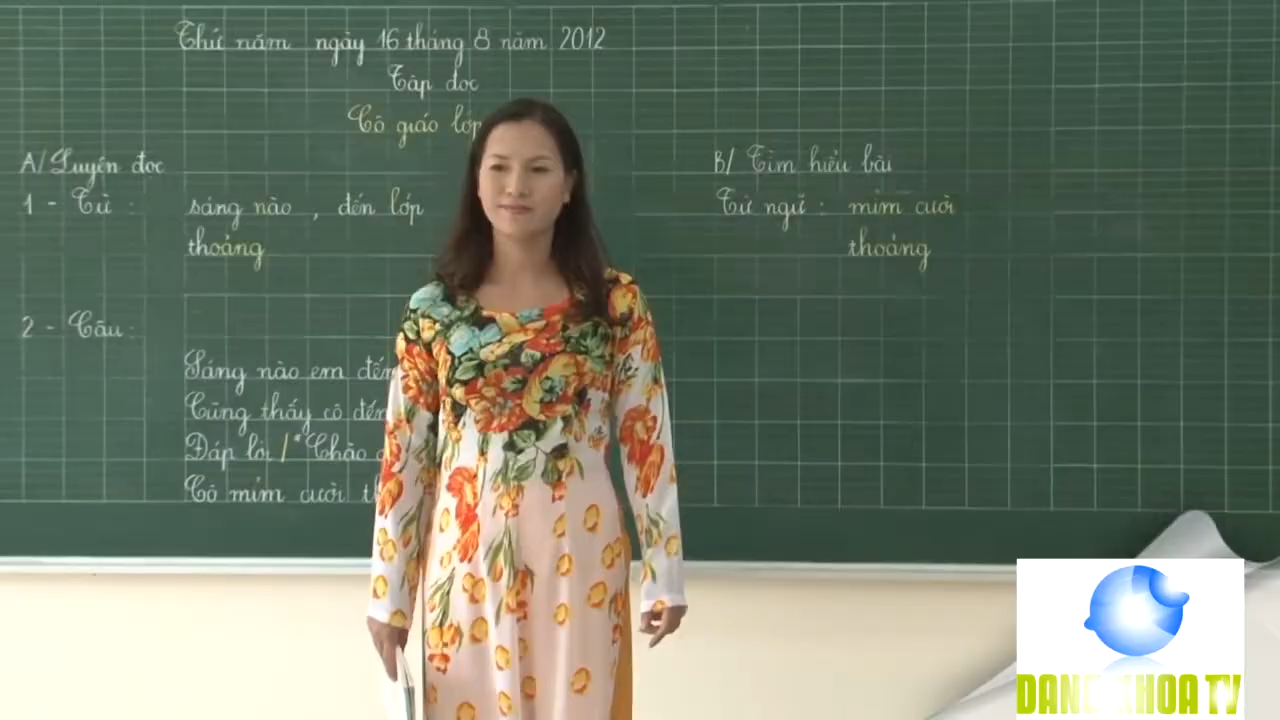 Thứ năm ngày 16 tháng 8 năm 2012
Tập đọc
Cô giáo lớp
A/ Luyện đọc
1 - Từ : sáng nào , đến lớp
thoảng
2 - Câu :
Sáng nào em đến
Cũng thấy cô đến
Đáp lời / "Chào
Cô mỉm cười th
B/ Tìm hiểu bài
Từ ngữ : mỉm cười
thoảng
DANG KHOA TV